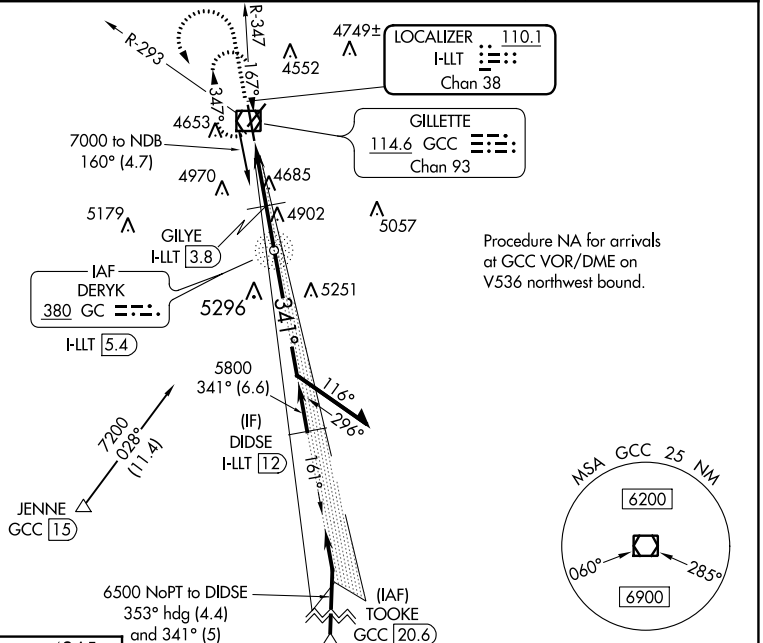 R-347
R-293
4749±
4552
LOCALIZER 110.1
I-LLT
Chan 38
167°
347°
4653
GILLETTE
114.6 GCC
Chan 93
7000 to NDB
160° (4.7)
4970
4685
5179
4902
5057
GILYE
I-LLT 3.8
Procedure NA for arrivals
at GCC VOR/DME on
V536 northwest bound.
IAF
DERYK
380 GC
I-LLT 5.4
5296
5251
341°
5800
341° (6.6)
116°
296°
(IF)
DIDSE
I-LLT 12
161°
7200
028°
(11.4)
JENNE
GCC 15
MSA GCC 25 NM
6200
060°
285°
6900
6500 NoPT to DIDSE
353° hdg (4.4)
and 341° (5)
(IAF)
TOOKE
GCC 20.6